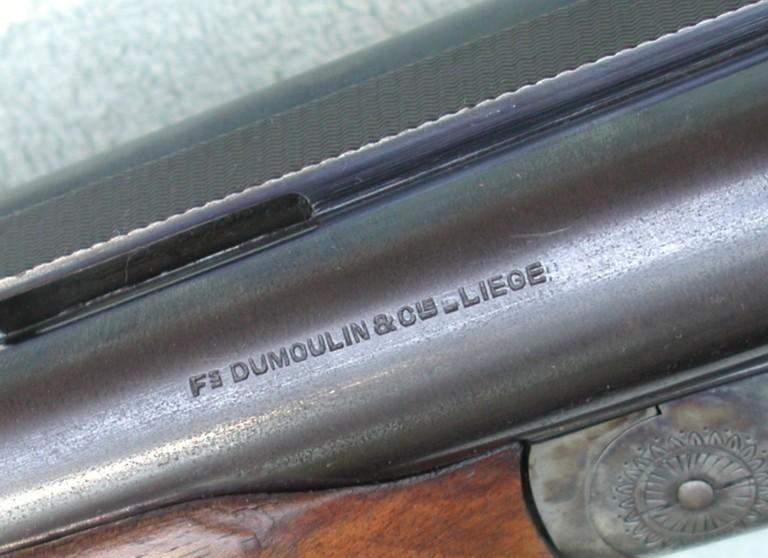 Fs DUMOULIN & CIE - LIEGE